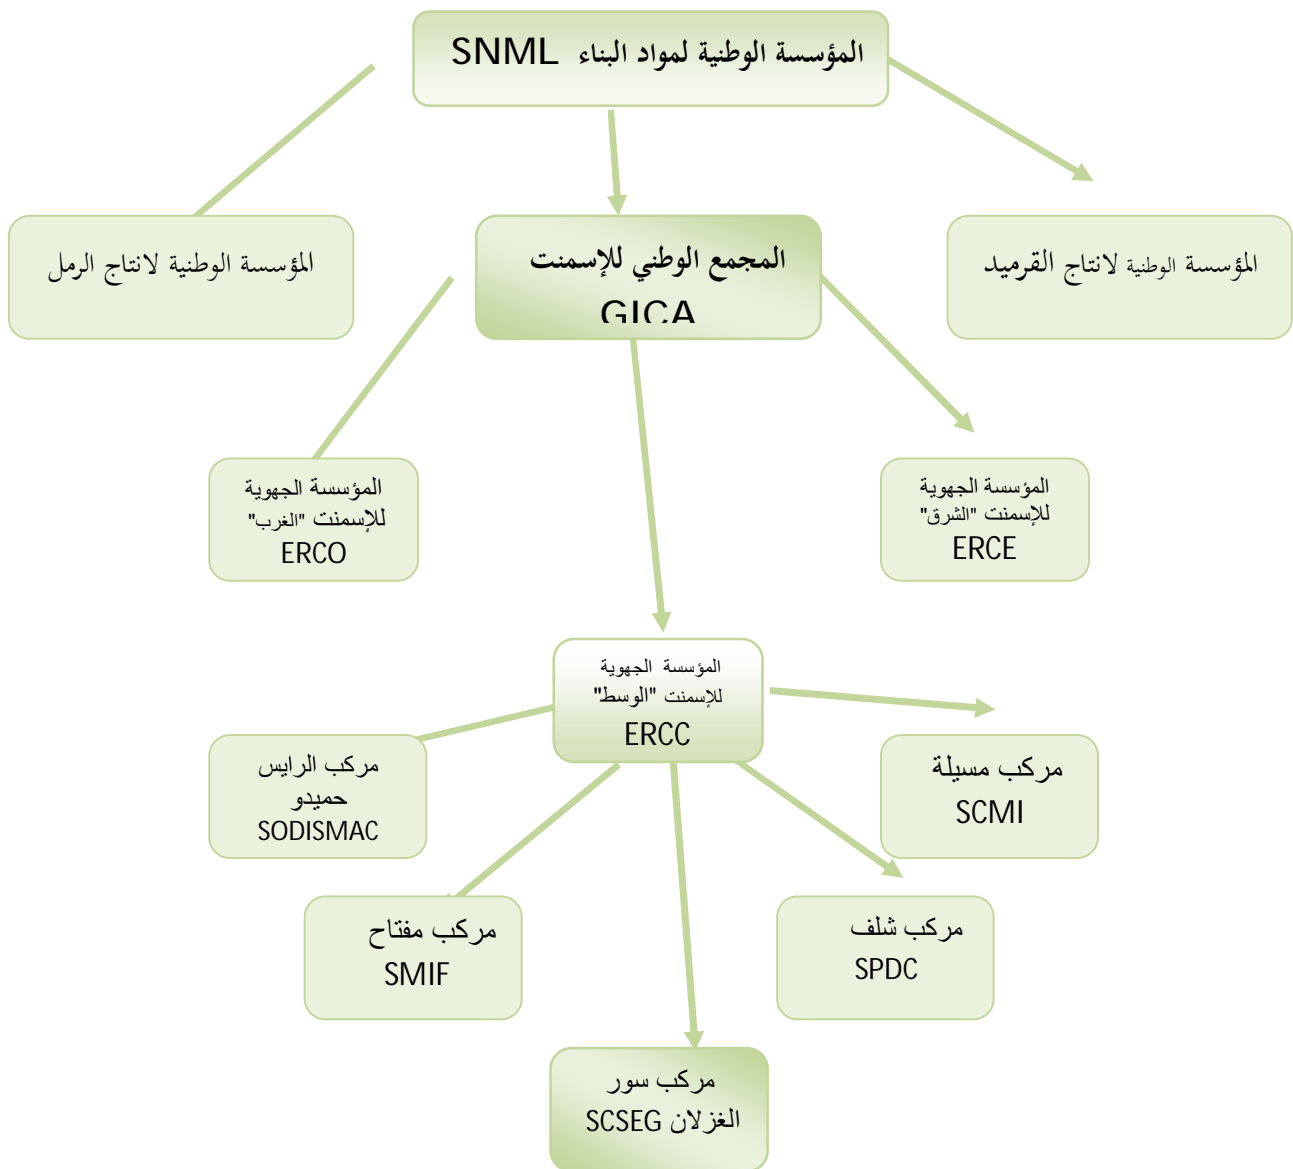 المؤسسة الوطنية لمواد البناء SNML
المؤسسة الوطنية لانتاج القرميد
المجمع الوطني للإسمنت
GICA
المؤسسة الوطنية لانتاج الرمل
المؤسسة الجهوية
للإسمنت "الشرق"
ERCE
المؤسسة الجهوية
للإسمنت "الغرب"
ERCO
المؤسسة الجهوية
للإسمنت "الوسط"
ERCC
مركب مسيلة
SCMI
مركب الرايس
حميدو
SODISMAC
مركب شلف
SPDC
مركب مفتاح
SMIF
مركب سور
الغزلان SCSEG